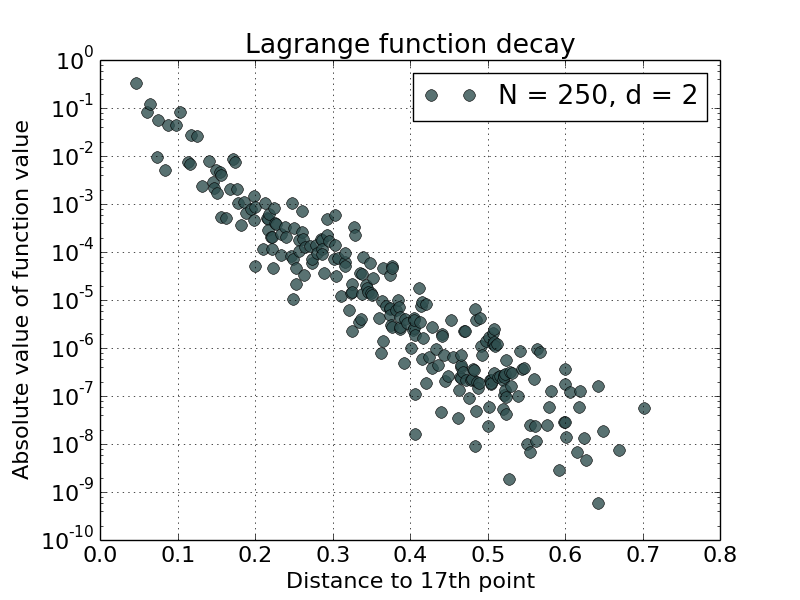 Lagrange function decay
N = 250, d = 2
Absolute value of function value
10^0
10^-1
10^-2
10^-3
10^-4
10^-5
10^-6
10^-7
10^-8
10^-9
10^-10
0.0 0.1 0.2 0.3 0.4 0.5 0.6 0.7 0.8
Distance to 17th point